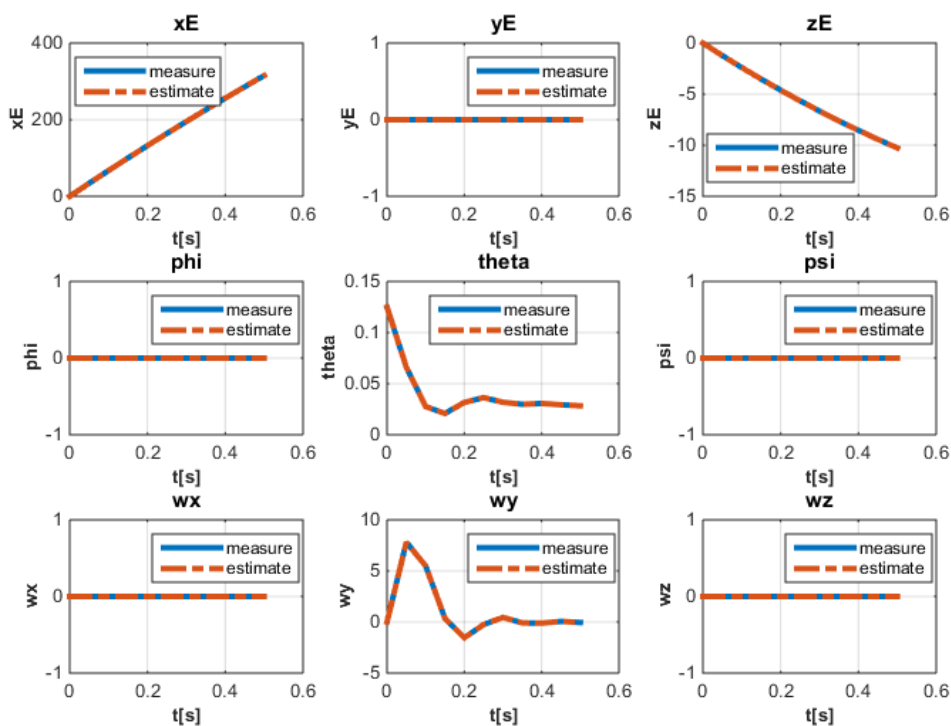 xE
400
200
0
xE
measure
estimate
0 0.2 0.4 0.6
t[s]
yE
1
0
-1
yE
measure
estimate
0 0.2 0.4 0.6
t[s]
zE
0
-5
-10
-15
zE
measure
estimate
0 0.2 0.4 0.6
t[s]
phi
1
0
-1
phi
measure
estimate
0 0.2 0.4 0.6
t[s]
theta
0.15
0.1
0.05
0
theta
measure
estimate
0 0.2 0.4 0.6
t[s]
psi
1
0
-1
psi
measure
estimate
0 0.2 0.4 0.6
t[s]
wx
1
0
-1
wx
measure
estimate
0 0.2 0.4 0.6
t[s]
wy
10
5
0
-5
wy
measure
estimate
0 0.2 0.4 0.6
t[s]
wz
1
0
-1
wz
measure
estimate
0 0.2 0.4 0.6
t[s]